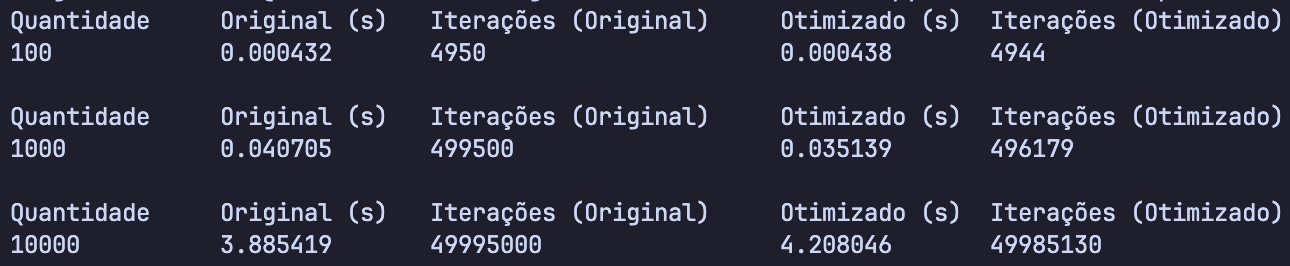 Quantidade Original (s) Iterações (Original) Otimizado (s) Iterações (Otimizado)
100 0.000432 4950 0.000438 4944
Quantidade Original (s) Iterações (Original) Otimizado (s) Iterações (Otimizado)
1000 0.040705 499500 0.035139 496179
Quantidade Original (s) Iterações (Original) Otimizado (s) Iterações (Otimizado)
10000 3.885419 49995000 4.208046 49985130